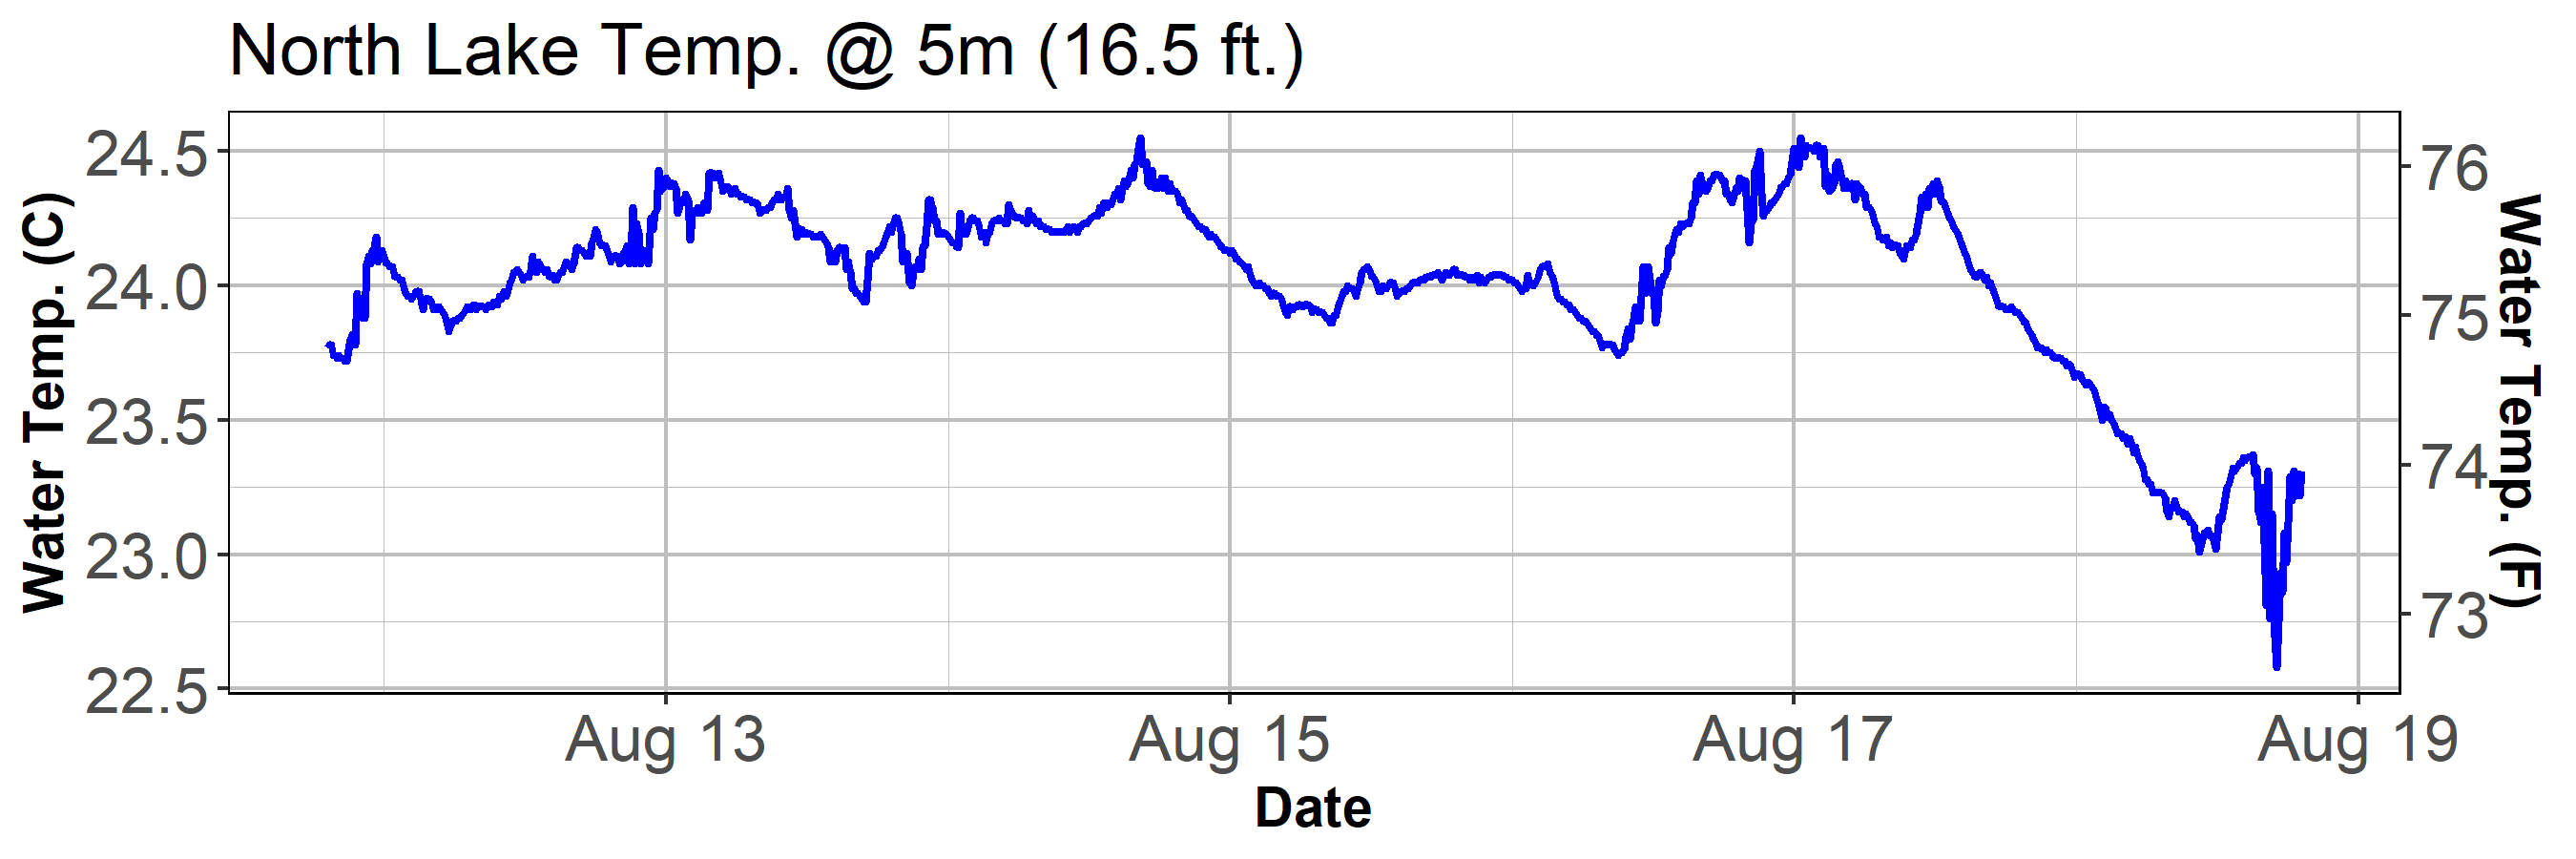 North Lake Temp. @ 5m (16.5 ft.)
Water Temp. (C)
24.5
24.0
23.5
23.0
22.5
76
75
74
73
Water Temp. (F)
Aug 13
Aug 15
Aug 17
Aug 19
Date